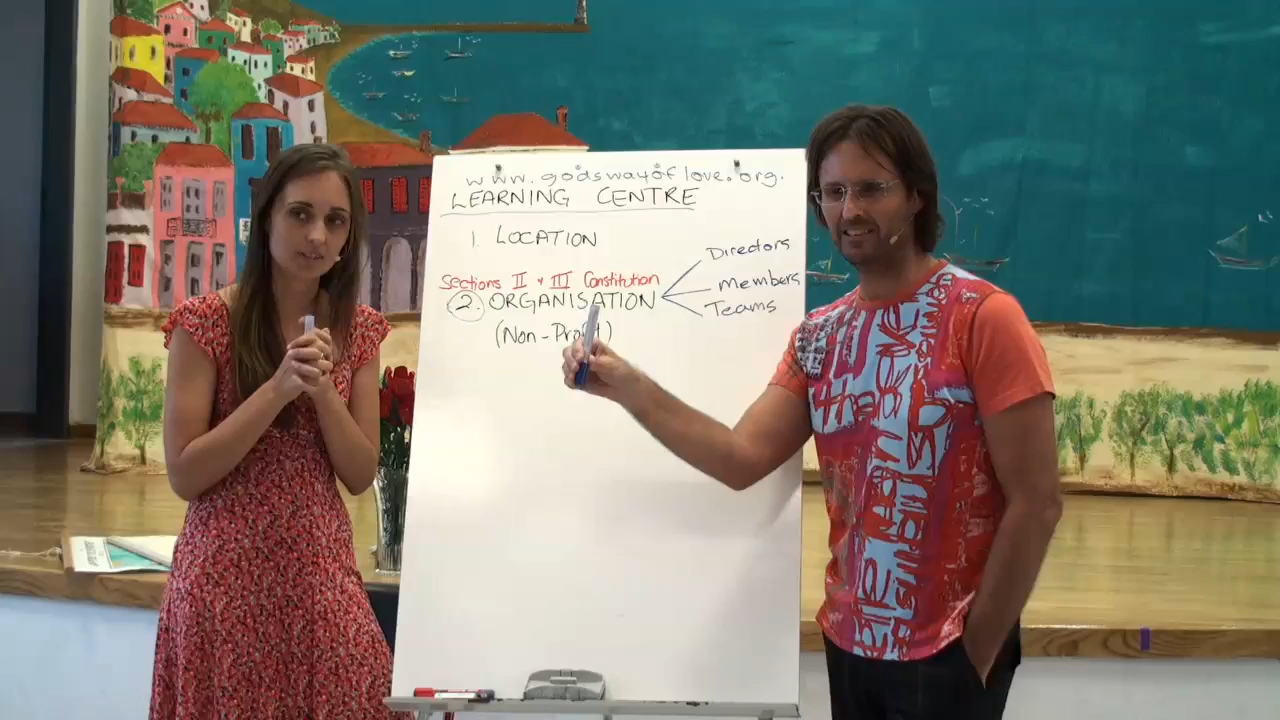 www.godswayoflove.org.
LEARNING CENTRE
1. LOCATION
Sections II + III Constitution
2. ORGANISATION
(Non-Profit)
Directors
Members
Teams